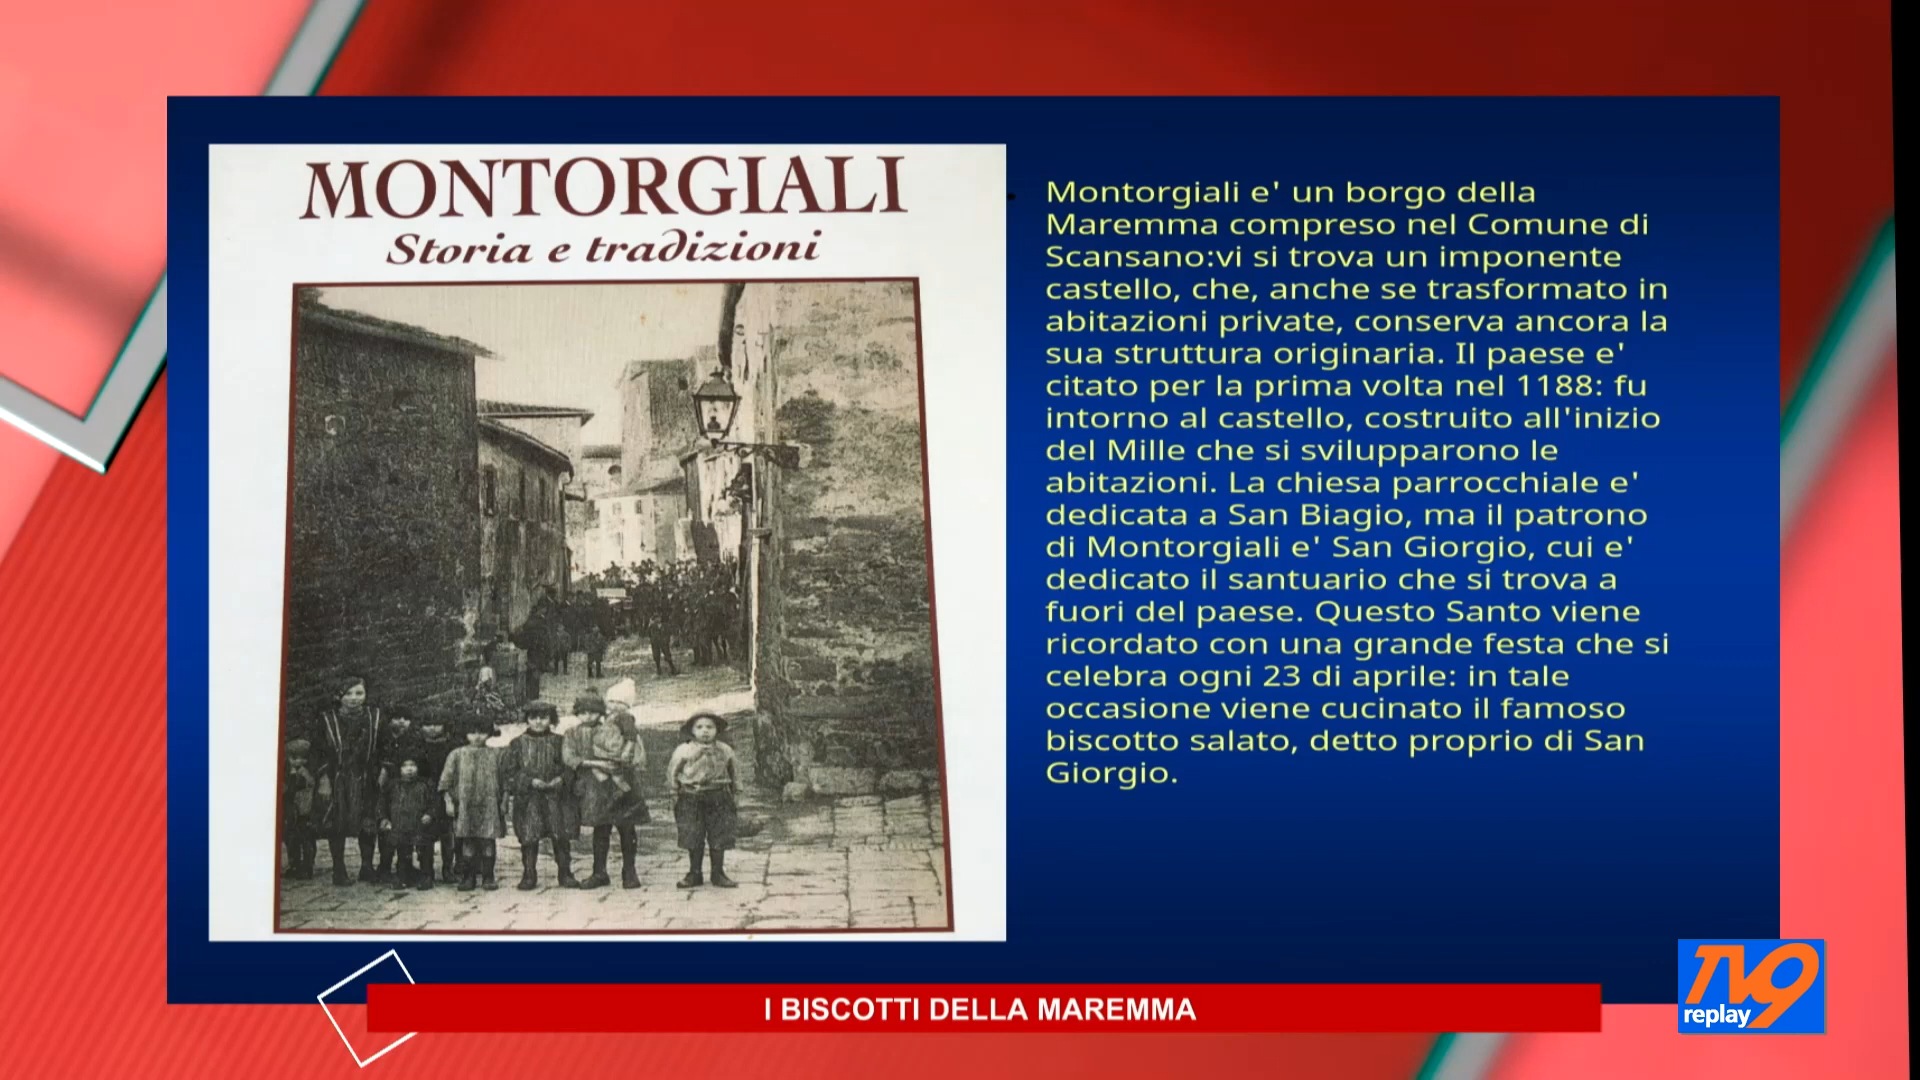 MONTORGIALI
Storia e tradizioni
Montorgiali e' un borgo della
Maremma compreso nel Comune di
Scansano:vi si trova un imponente
castello, che, anche se trasformato in
abitazioni private, conserva ancora la
sua struttura originaria. Il paese e'
citato per la prima volta nel 1188: fu
intorno al castello, costruito all'inizio
del Mille che si svilupparono le
abitazioni. La chiesa parrocchiale e'
dedicata a San Biagio, ma il patrono
di Montorgiali e' San Giorgio, cui e'
dedicato il santuario che si trova a
fuori del paese. Questo Santo viene
ricordato con una grande festa che si
celebra ogni 23 di aprile: in tale
occasione viene cucinato il famoso
biscotto salato, detto proprio di San
Giorgio.
I BISCOTTI DELLA MAREMMA
TV9
replay